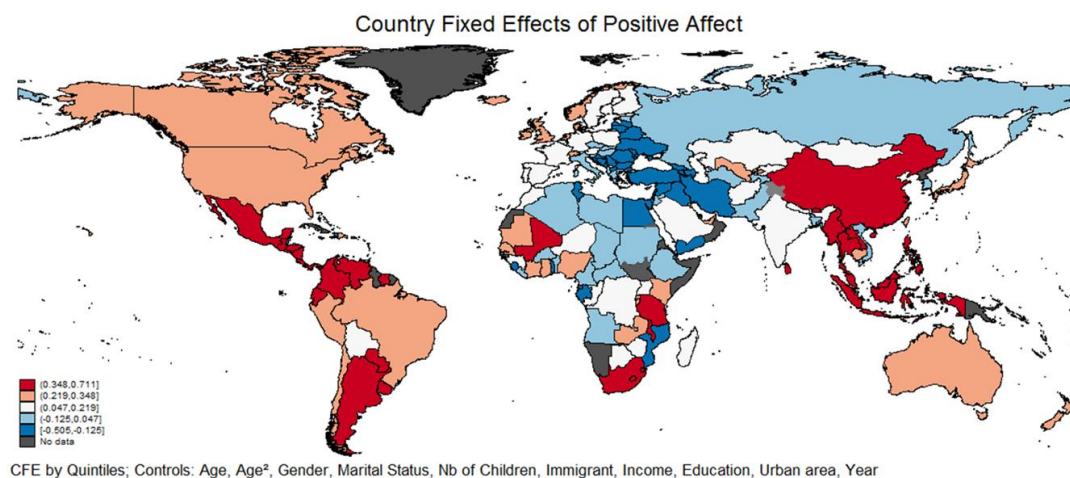 Country Fixed Effects of Positive Affect
(0.348,0.711]
(0.219,0.348]
(0.047,0.219]
(-0.125,0.047]
[-0.505,-0.125]
No data
CFE by Quintiles; Controls: Age, Age², Gender, Marital Status, Nb of Children, Immigrant, Income, Education, Urban area, Year